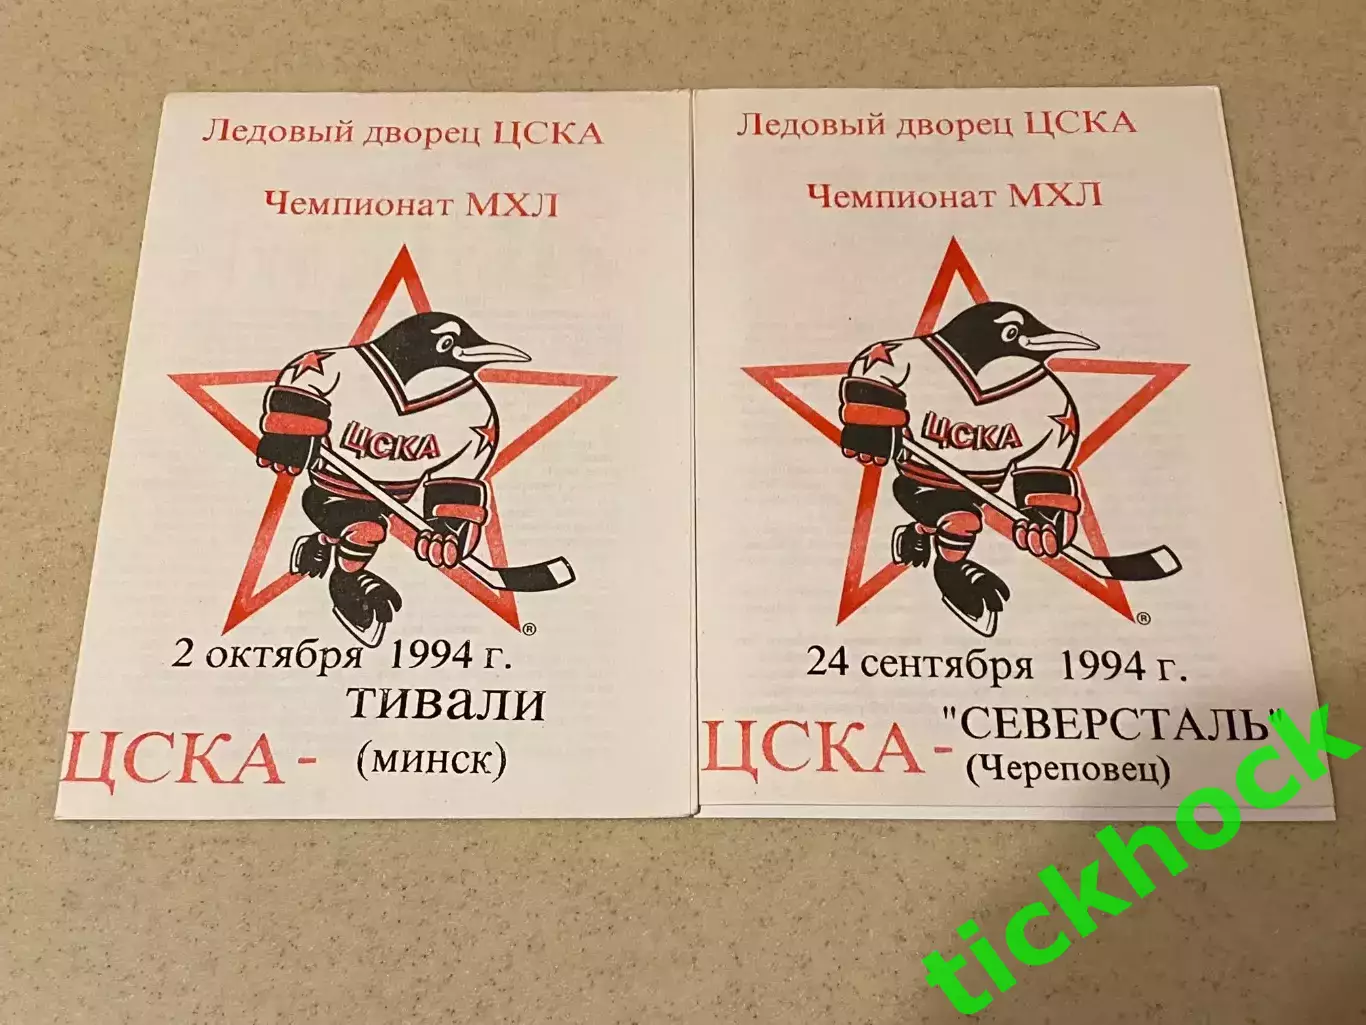 Ледовый дворец ЦСКА
Чемпионат МХЛ
ЦСКА
®
2 октября 1994 г.
ТИВАЛИ
ЦСКА -
(МИНСК)
Ледовый дворец ЦСКА
Чемпионат МХЛ
ЦСКА
®
24 сентября 1994 г.
"СЕВЕРСТАЛЬ"
ЦСКА -
(Череповец)
tickhock